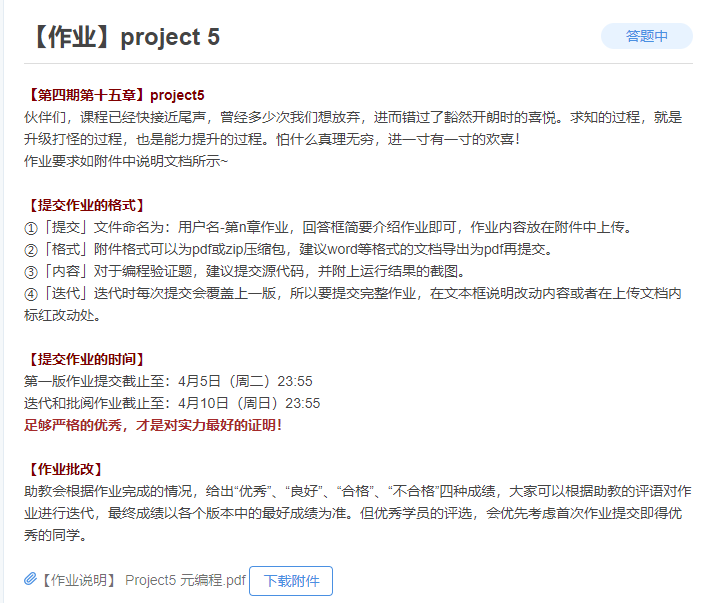 【作业】project 5
答题中
【第四期第十五章】project5
伙伴们，课程已经快接近尾声，曾经多少次我们想放弃，进而错过了豁然开朗时的喜悦。求知的过程，就是
升级打怪的过程，也是能力提升的过程。怕什么真理无穷，进一寸有一寸的欢喜！
作业要求如附件中说明文档所示~
【提交作业的格式】
①「提交」文件命名为：用户名-第n章作业，回答框简要介绍作业即可，作业内容放在附件中上传。
②「格式」附件格式可以为pdf或zip压缩包，建议word等格式的文档导出为pdf再提交。
③「内容」对于编程验证题，建议提交源代码，并附上运行结果的截图。
④「迭代」迭代时每次提交会覆盖上一版，所以要提交完整作业，在文本框说明改动内容或者在上传文档内
标红改动处。
【提交作业的时间】
第一版作业提交截止至：4月5日（周二）23:55
迭代和批阅作业截止至：4月10日（周日）23:55
足够严格的优秀，才是对实力最好的证明！
【作业批改】
助教会根据作业完成的情况，给出“优秀”、“良好”、“合格”、“不合格”四种成绩，大家可以根据助教的评语对作
业进行迭代，最终成绩以各个版本中的最好成绩为准。但优秀学员的评选，会优先考虑首次作业提交即得优
秀的同学。
【作业说明】 Project5 元编程.pdf 下载附件